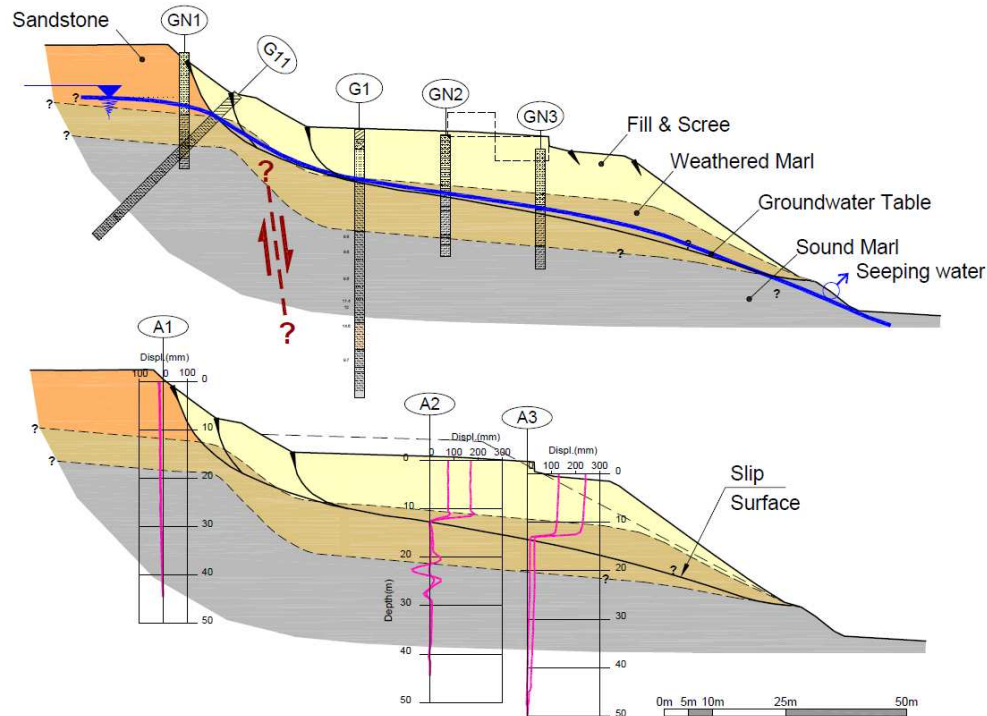 Sandstone
GN1
G11
G1
GN2
GN3
Fill & Scree
Weathered Marl
Groundwater Table
Sound Marl
Seeping water
?
?
?
?
?
?
?
A1
Displ.(mm)
100 0 100
0
10
20
30
40
50
A2
Displ.(mm)
0 100 200 300
0
10
20
30
40
50
Depth(m)
A3
Displ.(mm)
0 100 200 300
0
10
20
30
40
50
Slip
Surface
?
?
?
?
0m 5m 10m 25m 50m